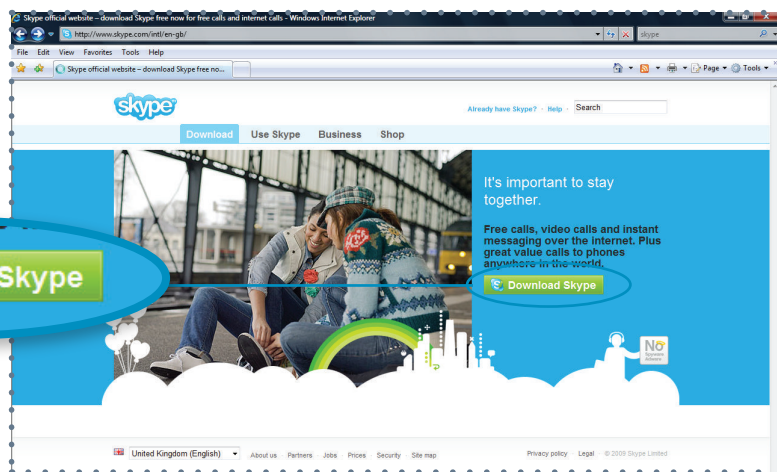 Skype official website – download Skype free now for free calls and internet calls - Windows Internet Explorer
http://www.skype.com/intl/en-gb/
skype
File Edit View Favorites Tools Help
Skype official website – download Skype free no...
Page Tools
skype
Already have Skype? · Help · Search
Download Use Skype Business Shop
It's important to stay
together.
Free calls, video calls and instant
messaging over the internet. Plus
great value calls to phones
anywhere in the world.
Skype
Download Skype
No
Spyware
Adware
United Kingdom (English) About us Partners Jobs Prices Security Site map Privacy policy Legal © 2009 Skype Limited